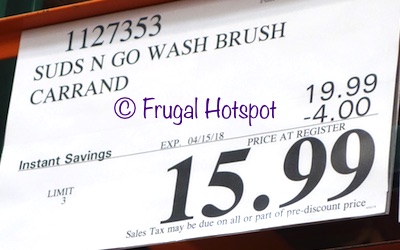 1127353
SUDS N GO WASH BRUSH
CARRAND
19.99
-4.00
© Frugal Hotspot
Instant Savings
EXP. 04/15/18
PRICE AT REGISTER
LIMIT
3
15.99
Sales Tax may be due on all or part of pre-discount price....